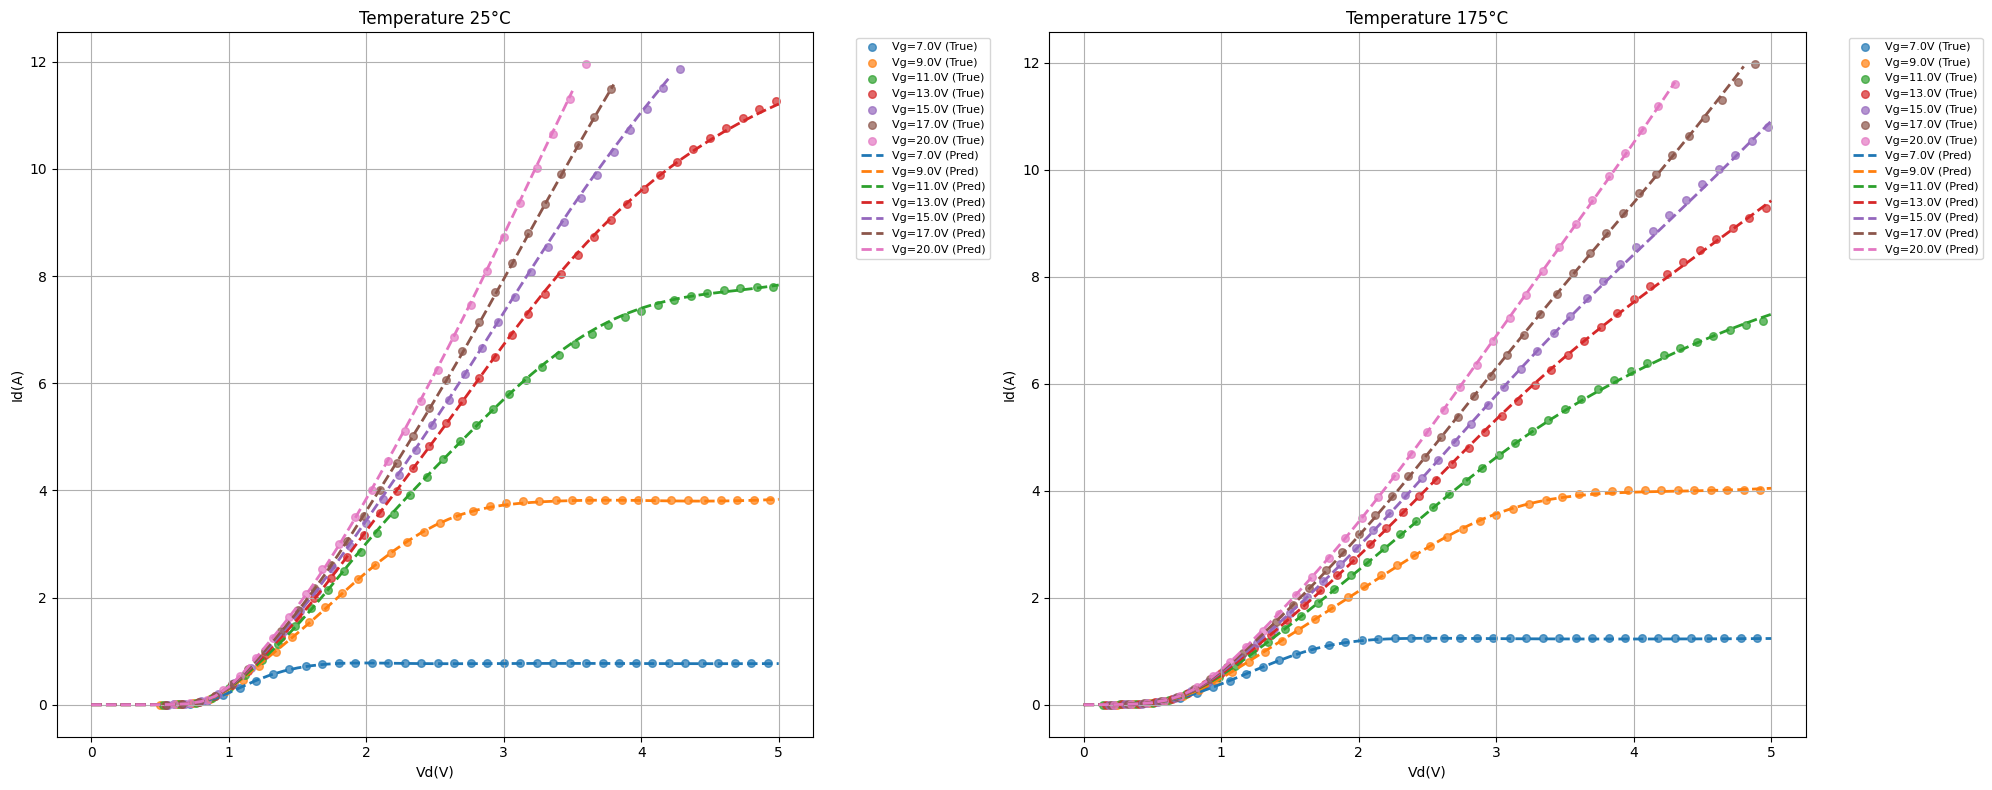 Temperature 25°C
Id(A)
12
10
8
6
4
2
0
0
1
2
3
4
5
Vd(V)
Vg=7.0V (True)
Vg=9.0V (True)
Vg=11.0V (True)
Vg=13.0V (True)
Vg=15.0V (True)
Vg=17.0V (True)
Vg=20.0V (True)
Vg=7.0V (Pred)
Vg=9.0V (Pred)
Vg=11.0V (Pred)
Vg=13.0V (Pred)
Vg=15.0V (Pred)
Vg=17.0V (Pred)
Vg=20.0V (Pred)
Temperature 175°C
Id(A)
12
10
8
6
4
2
0
0
1
2
3
4
5
Vd(V)
Vg=7.0V (True)
Vg=9.0V (True)
Vg=11.0V (True)
Vg=13.0V (True)
Vg=15.0V (True)
Vg=17.0V (True)
Vg=20.0V (True)
Vg=7.0V (Pred)
Vg=9.0V (Pred)
Vg=11.0V (Pred)
Vg=13.0V (Pred)
Vg=15.0V (Pred)
Vg=17.0V (Pred)
Vg=20.0V (Pred)